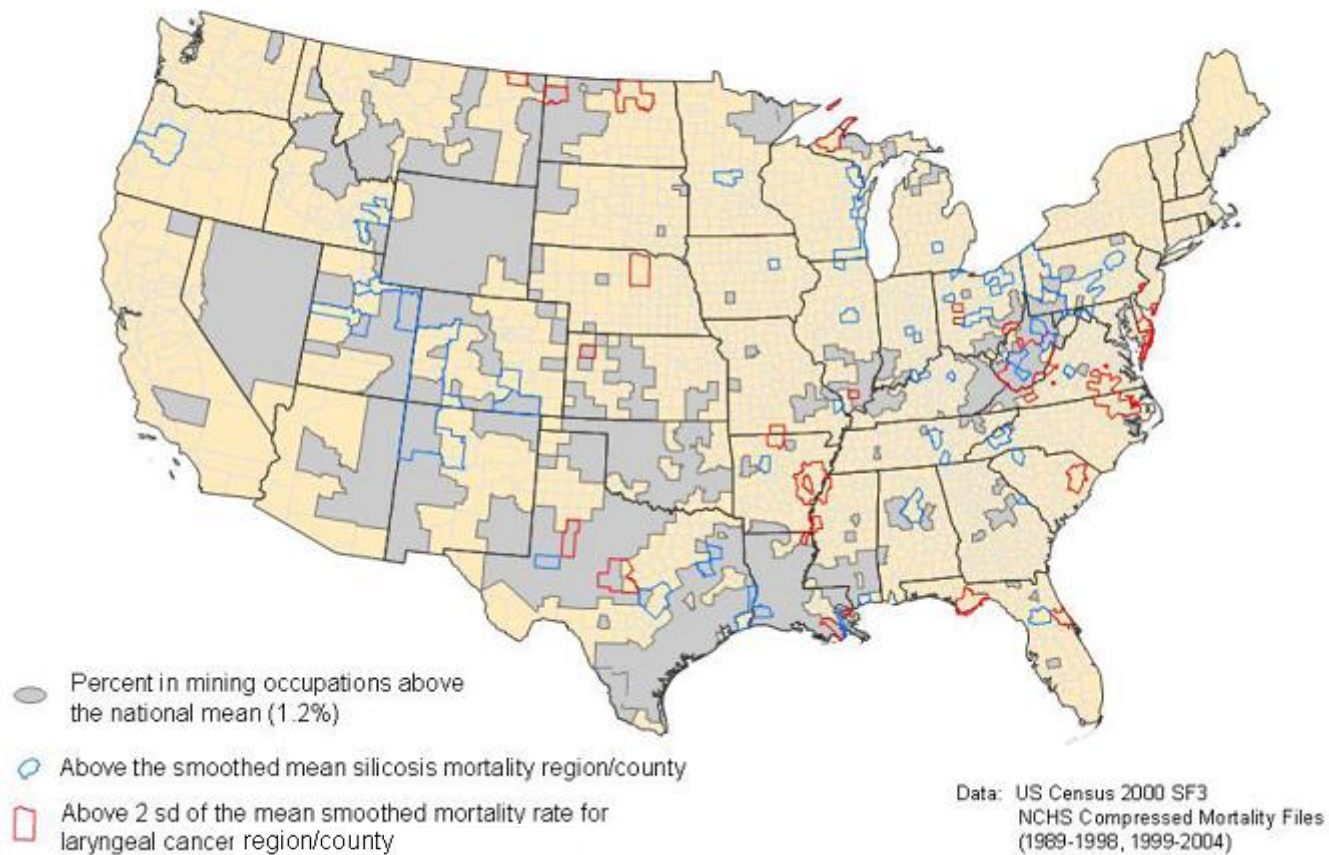 Percent in mining occupations above
the national mean (1.2%)
Above the smoothed mean silicosis mortality region/county
Above 2 sd of the mean smoothed mortality rate for
laryngeal cancer region/county
Data: US Census 2000 SF3
NCHS Compressed Mortality Files
(1989-1998, 1999-2004)